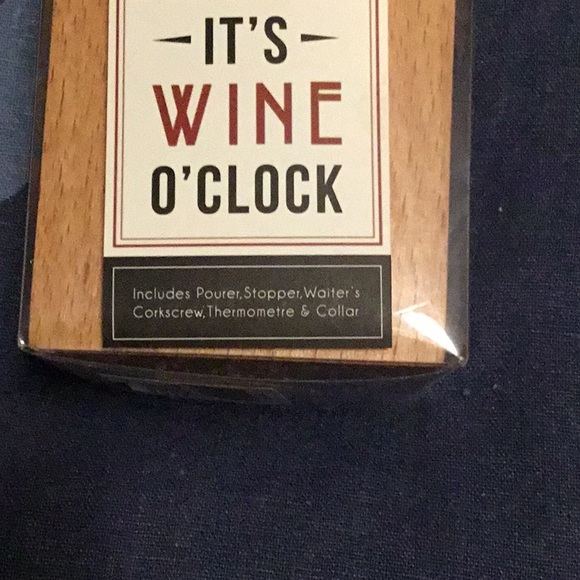 IT'S
WINE
O'CLOCK
Includes Pourer,Stopper,Waiter's
Corkscrew,Thermometre & Collar